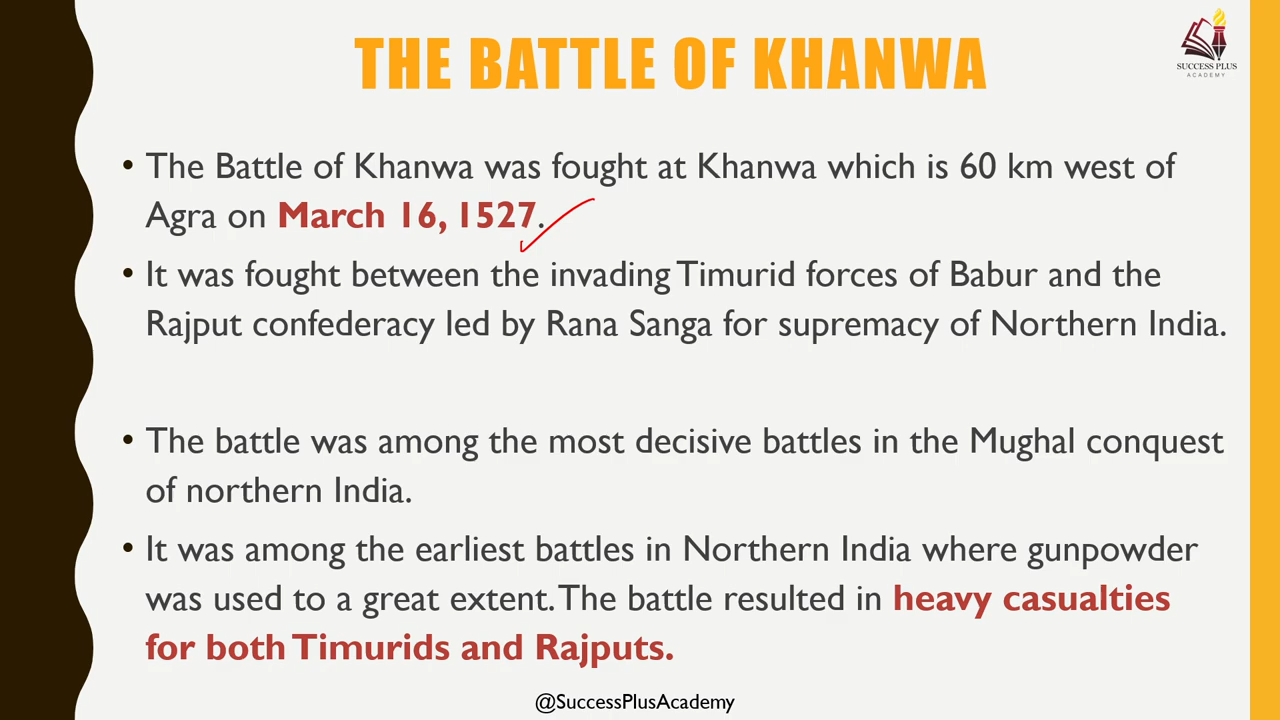 THE BATTLE OF KHANWA
SUCCESS PLUS
ACADEMY
• The Battle of Khanwa was fought at Khanwa which is 60 km west of
Agra on March 16, 1527.
• It was fought between the invading Timurid forces of Babur and the
Rajput confederacy led by Rana Sanga for supremacy of Northern India.
• The battle was among the most decisive battles in the Mughal conquest
of northern India.
• It was among the earliest battles in Northern India where gunpowder
was used to a great extent. The battle resulted in heavy casualties
for both Timurids and Rajputs.
@SuccessPlusAcademy